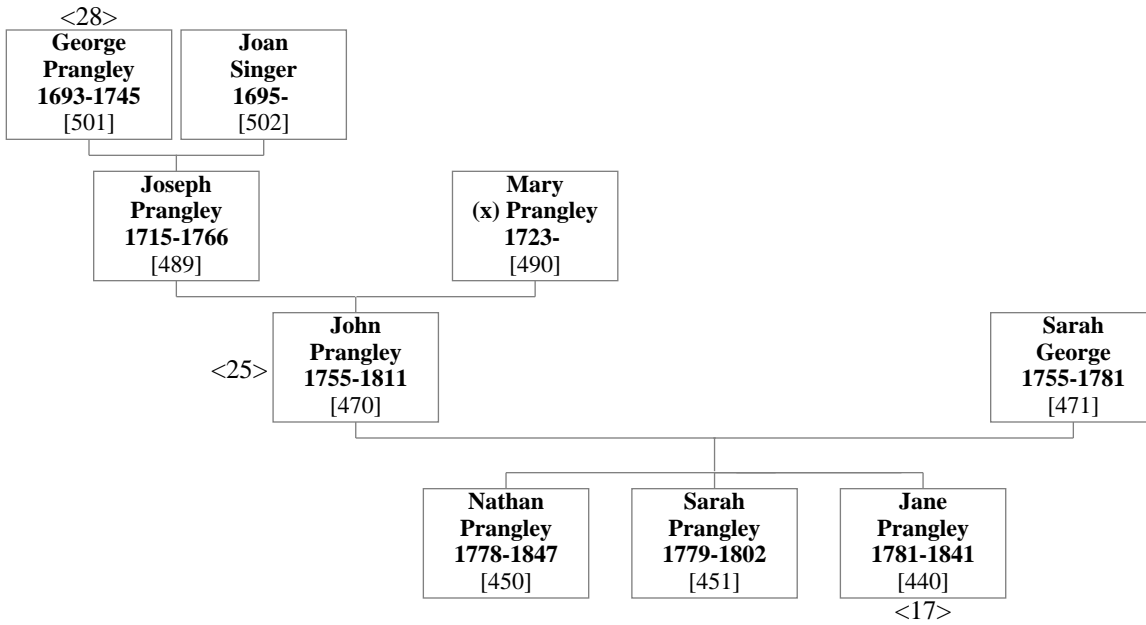 <28>
George
Prangley
1693-1745
[501]
Joan
Singer
1695-
[502]
Joseph
Prangley
1715-1766
[489]
Mary
(x) Prangley
1723-
[490]
<25>
John
Prangley
1755-1811
[470]
Sarah
George
1755-1781
[471]
Nathan
Prangley
1778-1847
[450]
Sarah
Prangley
1779-1802
[451]
Jane
Prangley
1781-1841
[440]
<17>